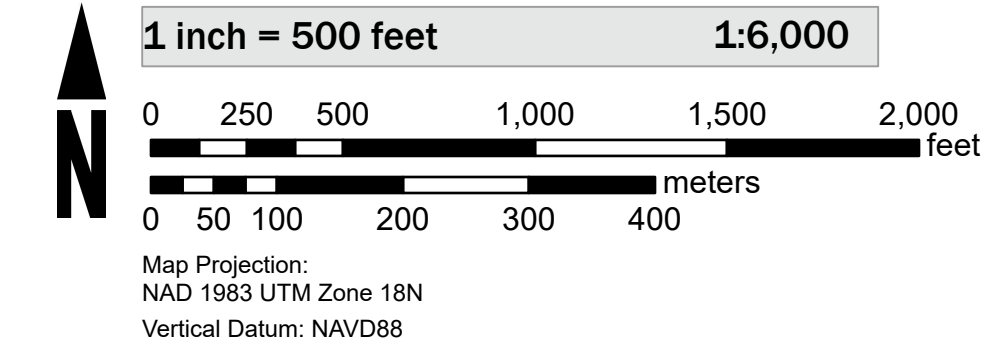 1 inch = 500 feet 1:6,000
0 250 500 1,000 1,500 2,000
feet
N
meters
0 50 100 200 300 400
Map Projection:
NAD 1983 UTM Zone 18N
Vertical Datum: NAVD88